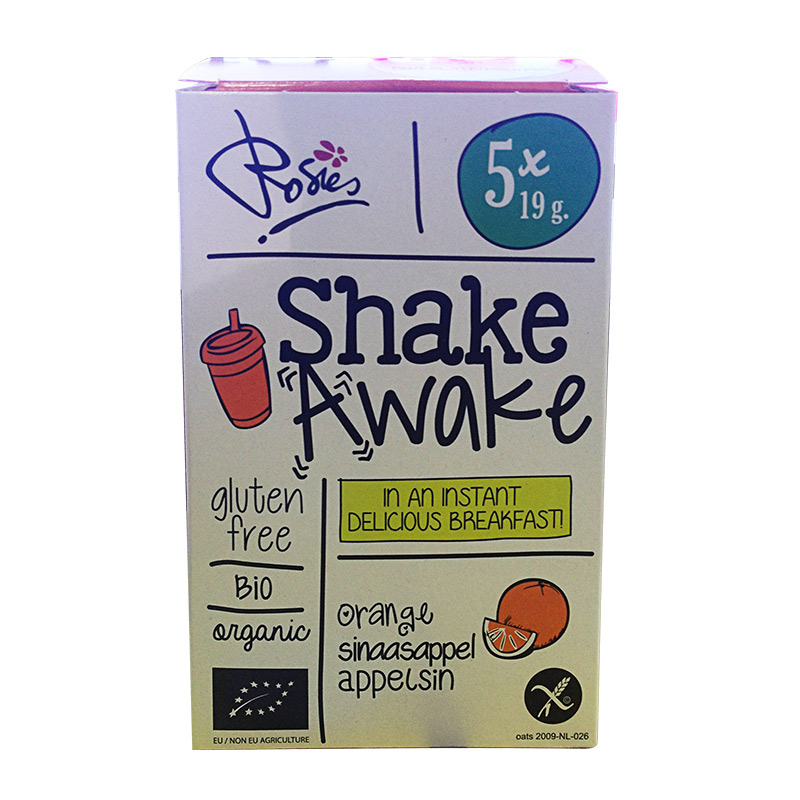 Rosies
5x
19 g.
Shake
Awake
gluten
free
BiO
organic
EU / NON EU AGRICULTURE
IN AN INSTANT
DELICIOUS BREAKFAST!
orange
sinaasappel
appelsin
oats 2009-NL-026